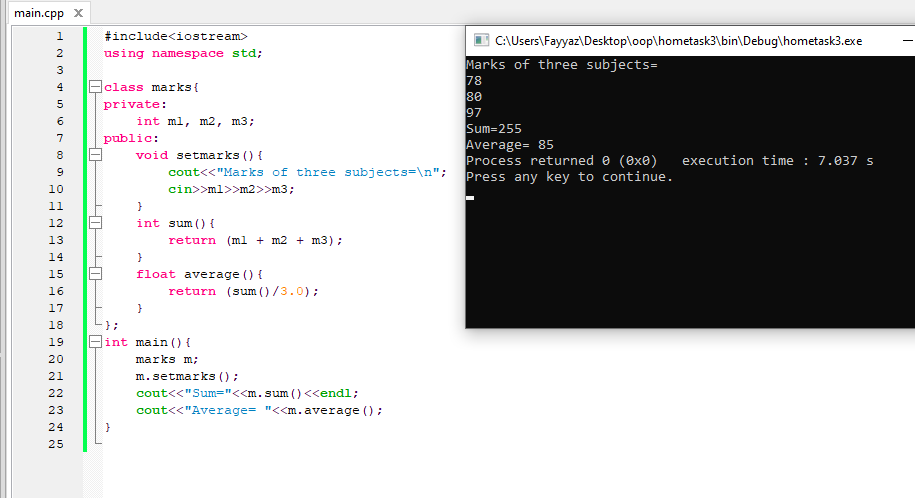 main.cpp X
1 #include<iostream>
2 using namespace std;
3
4 class marks{
5 private:
6     int m1, m2, m3;
7 public:
8     void setmarks(){
9         cout<<"Marks of three subjects=\n";
10         cin>>m1>>m2>>m3;
11     }
12     int sum(){
13         return (m1 + m2 + m3);
14     }
15     float average(){
16         return (sum()/3.0);
17     }
18 };
19 int main(){
20     marks m;
21     m.setmarks();
22     cout<<"Sum="<<m.sum()<<endl;
23     cout<<"Average= "<<m.average();
24 }
25
C:\Users\Fayyaz\Desktop\oop\hometask3\bin\Debug\hometask3.exe
Marks of three subjects=
78
80
97
Sum=255
Average= 85
Process returned 0 (0x0)   execution time : 7.037 s
Press any key to continue.